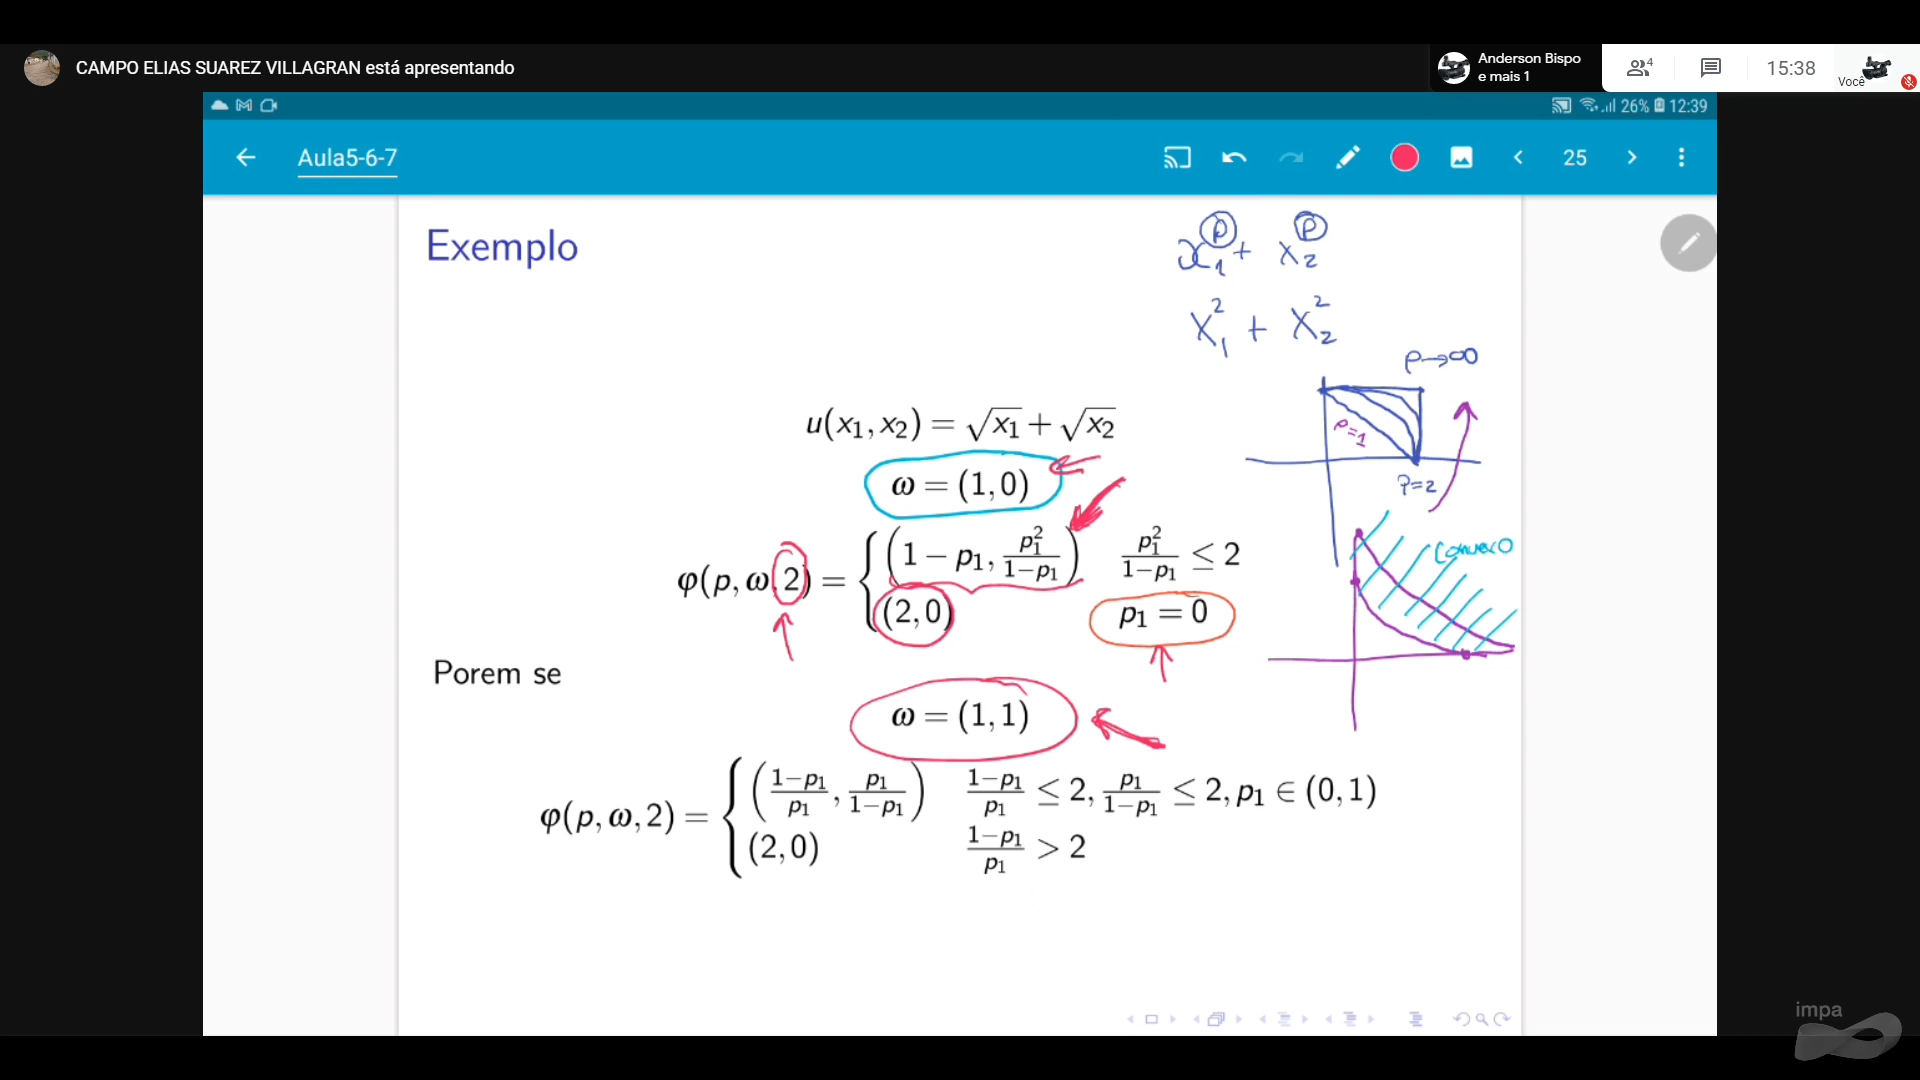 CAMPO ELIAS SUAREZ VILLAGRAN está apresentando
Anderson Bispo
e mais 1
4
15:38
Você
26% 12:39
Aula5-6-7
25
Exemplo
x₁^p + x₂^p
x₁² + x₂²
p→∞
p=1
p=2
u(x₁, x₂) = √x₁ + √x₂
ω = (1, 0)
φ(p, ω, 2) = { (1 − p₁, p₁²/(1−p₁))  p₁²/(1−p₁) ≤ 2
(2, 0)  p₁ = 0
convexo
Porem se
ω = (1, 1)
φ(p, ω, 2) = { ((1−p₁)/p₁, p₁/(1−p₁))  (1−p₁)/p₁ ≤ 2, p₁/(1−p₁) ≤ 2, p₁ ∈ (0, 1)
(2, 0)  (1−p₁)/p₁ > 2
impa